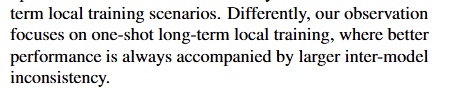 term local training scenarios. Differently, our observation
focuses on one-shot long-term local training, where better
performance is always accompanied by larger inter-model
inconsistency.